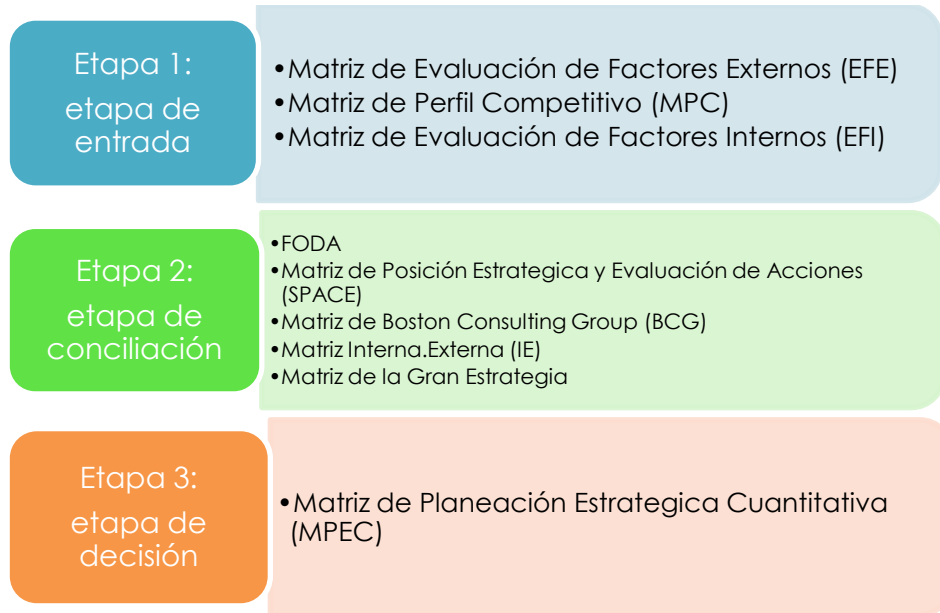 Etapa 1:
etapa de
entrada
•Matriz de Evaluación de Factores Externos (EFE)
•Matriz de Perfil Competitivo (MPC)
•Matriz de Evaluación de Factores Internos (EFI)
Etapa 2:
etapa de
conciliación
•FODA
•Matriz de Posición Estrategica y Evaluación de Acciones
(SPACE)
•Matriz de Boston Consulting Group (BCG)
•Matriz Interna.Externa (IE)
•Matriz de la Gran Estrategia
Etapa 3:
etapa de
decisión
•Matriz de Planeación Estrategica Cuantitativa
(MPEC)